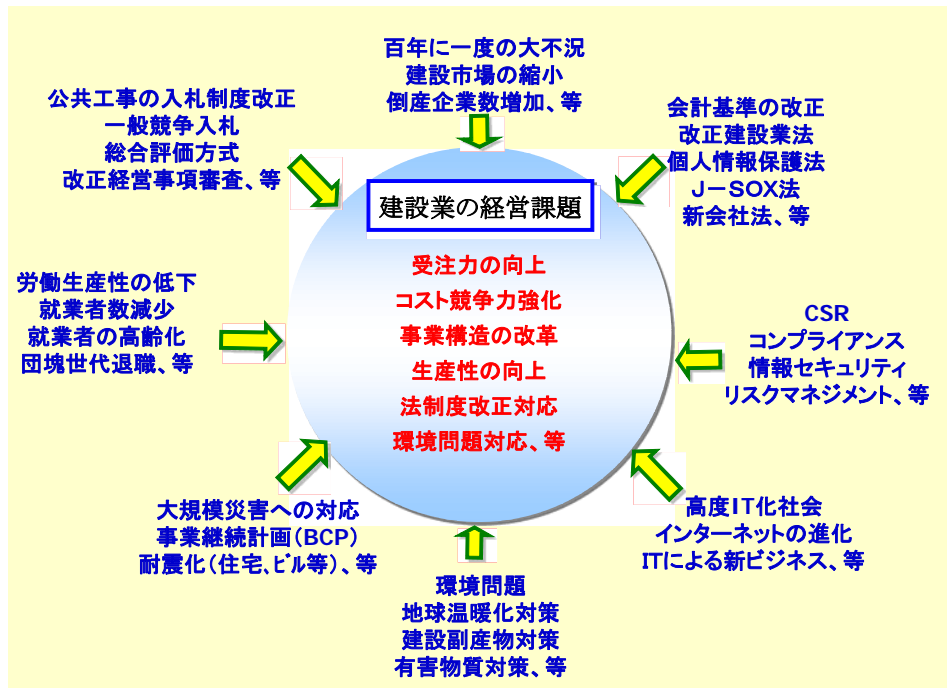 百年に一度の大不況
建設市場の縮小
倒産企業数増加、等
公共工事の入札制度改正
一般競争入札
総合評価方式
改正経営事項審査、等
会計基準の改正
改正建設業法
個人情報保護法
J－SOX法
新会社法、等
建設業の経営課題
受注力の向上
コスト競争力強化
事業構造の改革
生産性の向上
法制度改正対応
環境問題対応、等
労働生産性の低下
就業者数減少
就業者の高齢化
団塊世代退職、等
CSR
コンプライアンス
情報セキュリティ
リスクマネジメント、等
大規模災害への対応
事業継続計画（BCP）
耐震化（住宅、ﾋﾞﾙ等）、等
高度IT化社会
インターネットの進化
ITによる新ビジネス、等
環境問題
地球温暖化対策
建設副産物対策
有害物質対策、等